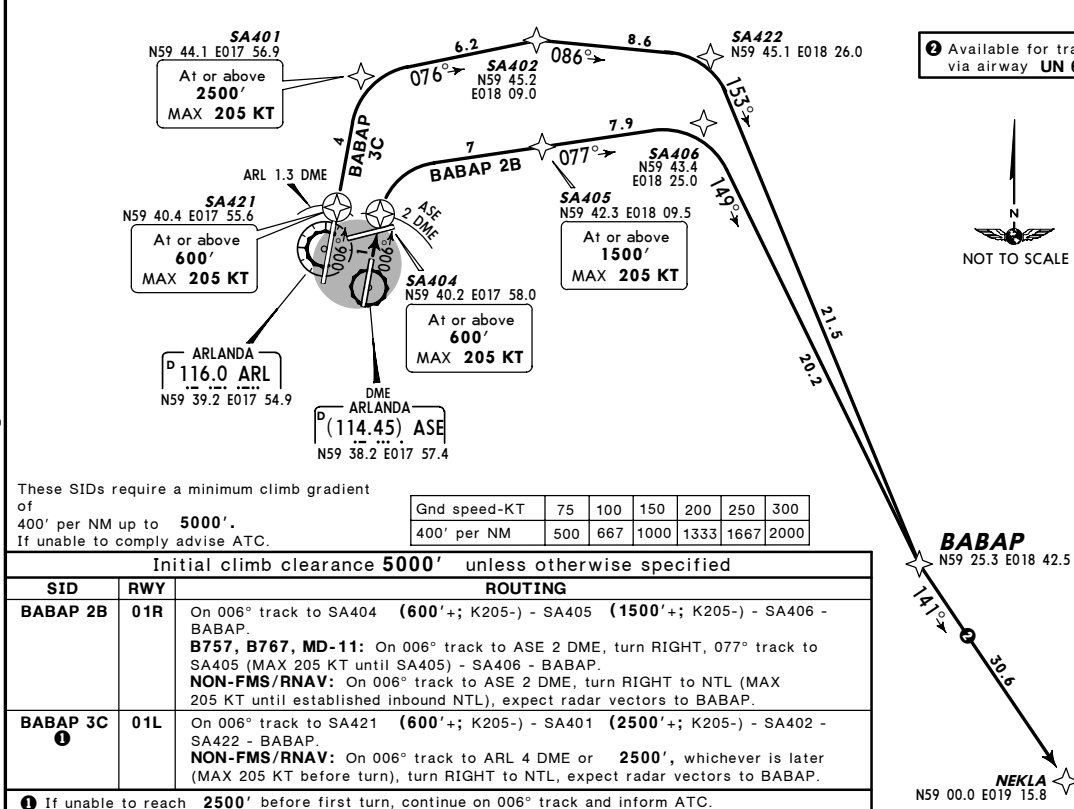 SA401
N59 44.1 E017 56.9
At or above
2500'
MAX 205 KT
076°
6.2
SA402
N59 45.2
E018 09.0
086°
8.6
SA422
N59 45.1 E018 26.0
❷ Available for tra
via airway UN 6
153°
4
BABAP
3C
7
BABAP 2B
077°
7.9
SA406
N59 43.4
E018 25.0
149°
ARL 1.3 DME
SA421
N59 40.4 E017 55.6
At or above
600'
MAX 205 KT
ASE
2 DME
006°
1
006°
SA405
N59 42.3 E018 09.5
At or above
1500'
MAX 205 KT
N
NOT TO SCALE
SA404
N59 40.2 E017 58.0
At or above
600'
MAX 205 KT
21.5
20.2
ARLANDA
D 116.0 ARL
N59 39.2 E017 54.9
DME
ARLANDA
D (114.45) ASE
N59 38.2 E017 57.4
These SIDs require a minimum climb gradient
of
400' per NM up to 5000'.
If unable to comply advise ATC.
Gnd speed-KT 75 100 150 200 250 300
400' per NM 500 667 1000 1333 1667 2000
BABAP
N59 25.3 E018 42.5
141°
❷
30.6
NEKLA
N59 00.0 E019 15.8
Initial climb clearance 5000' unless otherwise specified
SID RWY ROUTING
BABAP 2B 01R On 006° track to SA404 (600'+; K205-) - SA405 (1500'+; K205-) - SA406 -
BABAP.
B757, B767, MD-11: On 006° track to ASE 2 DME, turn RIGHT, 077° track to
SA405 (MAX 205 KT until SA405) - SA406 - BABAP.
NON-FMS/RNAV: On 006° track to ASE 2 DME, turn RIGHT to NTL (MAX
205 KT until established inbound NTL), expect radar vectors to BABAP.
BABAP 3C ❶ 01L On 006° track to SA421 (600'+; K205-) - SA401 (2500'+; K205-) - SA402 -
SA422 - BABAP.
NON-FMS/RNAV: On 006° track to ARL 4 DME or 2500', whichever is later
(MAX 205 KT before turn), turn RIGHT to NTL, expect radar vectors to BABAP.
❶ If unable to reach 2500' before first turn, continue on 006° track and inform ATC.